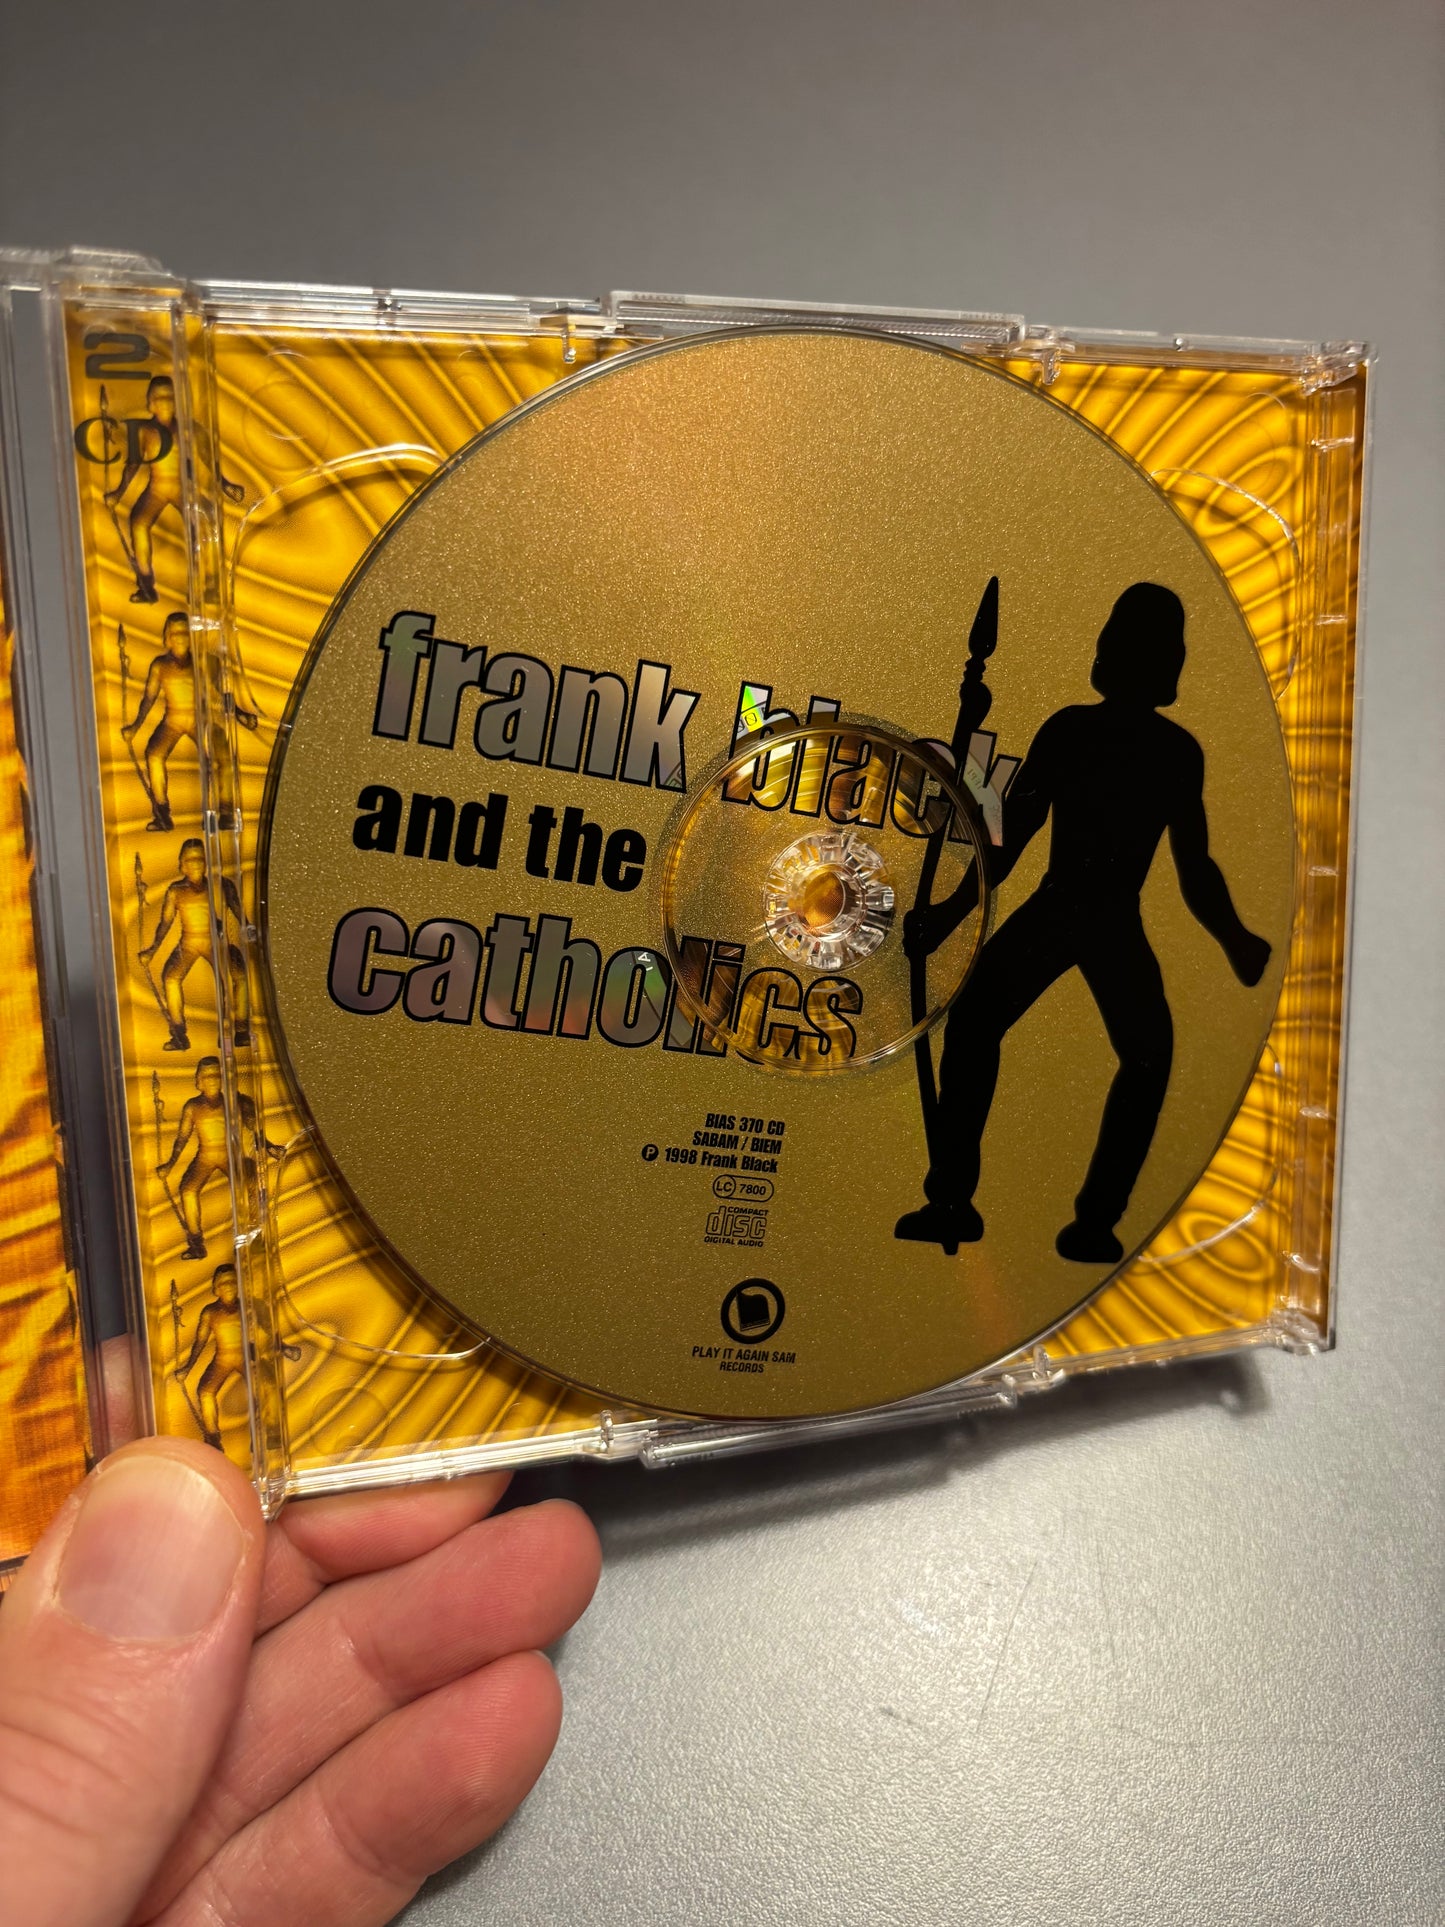 2
CD
frank black
and the
catholics
BIAS 370 CD
SABAM / BIEM
Ⓟ 1998 Frank Black
LC 7800
COMPACT
disc
DIGITAL AUDIO
PLAY IT AGAIN SAM
RECORDS